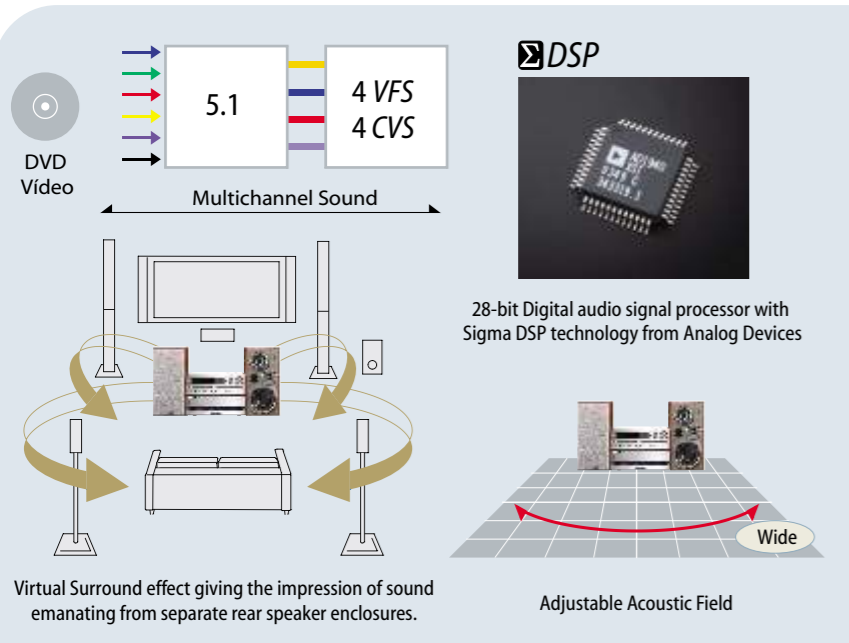 DVD
Vídeo
5.1
4 VFS
4 CVS
Multichannel Sound
Virtual Surround effect giving the impression of sound
emanating from separate rear speaker enclosures.
Σ DSP
28-bit Digital audio signal processor with
Sigma DSP technology from Analog Devices
Wide
Adjustable Acoustic Field